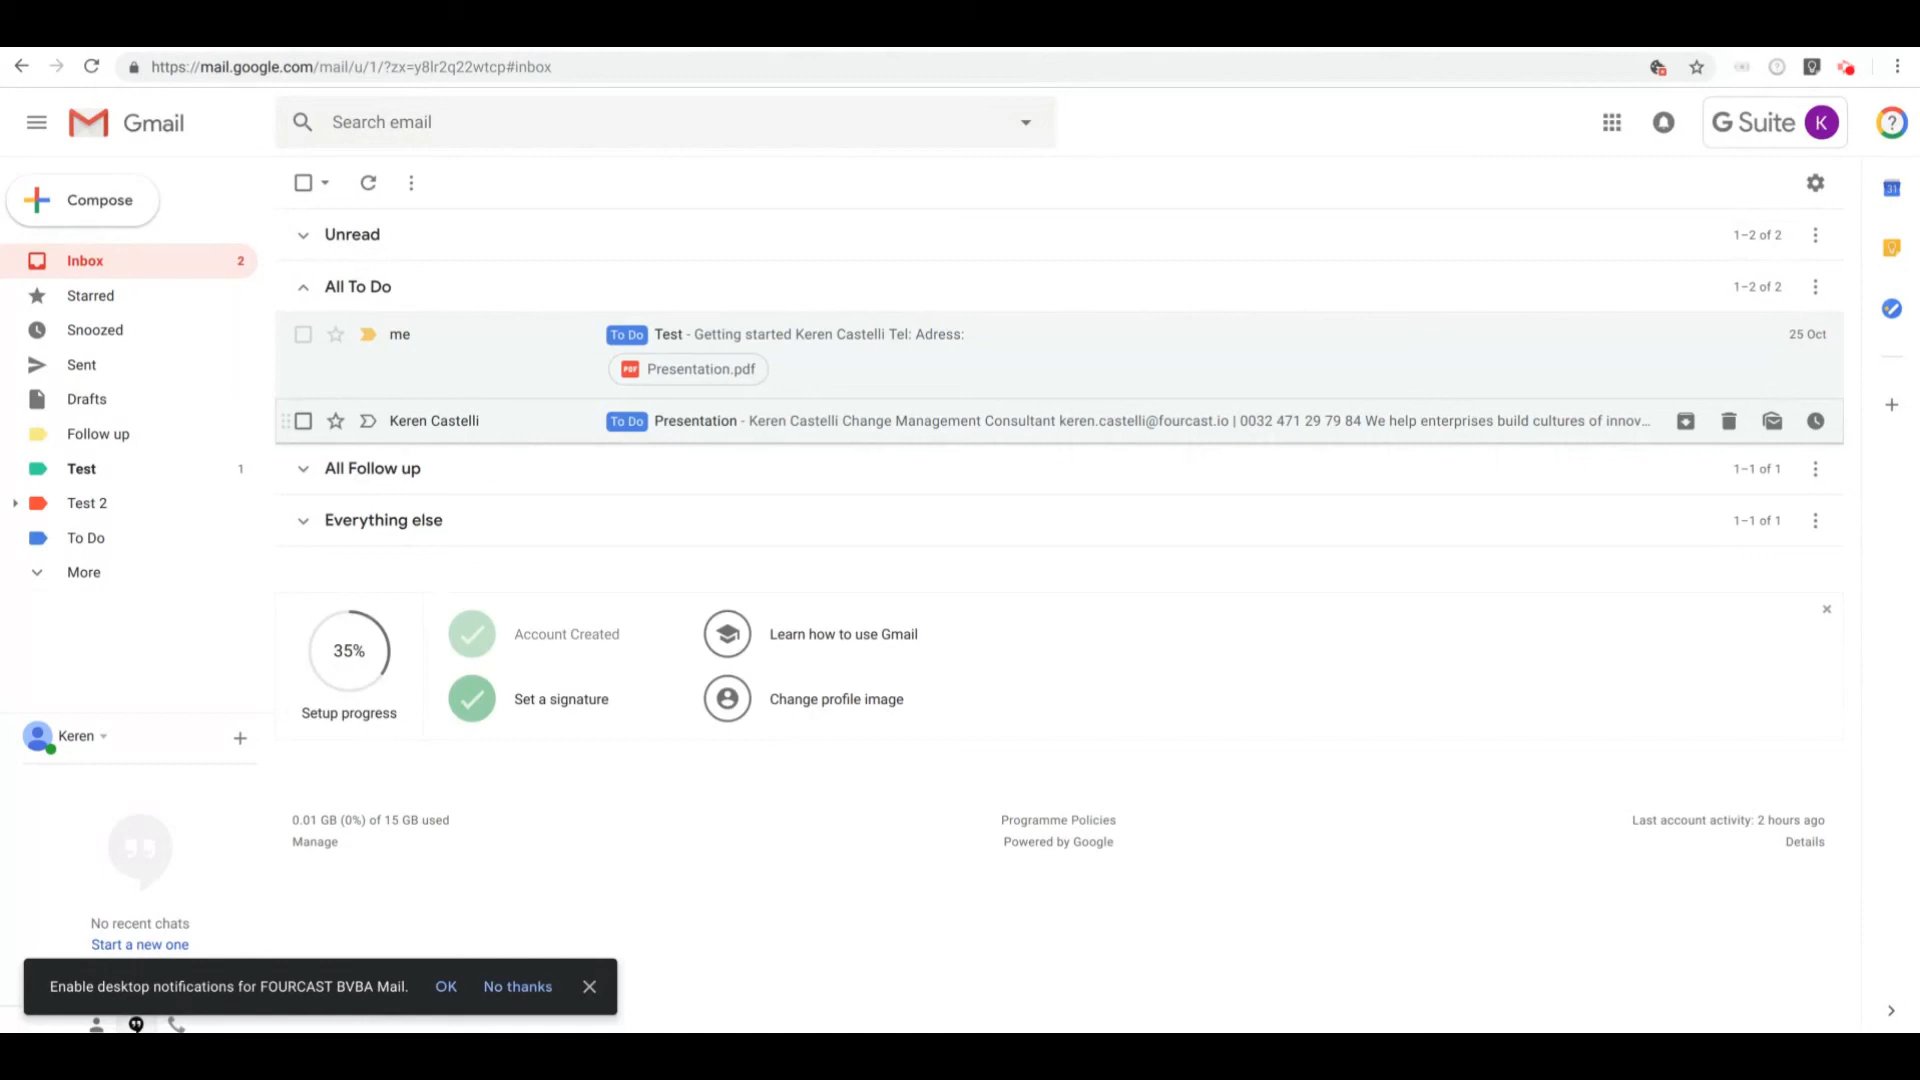 https://mail.google.com/mail/u/1/?zx=y8lr2q22wtcp#inbox
Gmail
Search email
G Suite K
?
Compose
Inbox 2
Starred
Snoozed
Sent
Drafts
Follow up
Test 1
Test 2
To Do
More
Unread 1–2 of 2
All To Do 1–2 of 2
me To Do Test - Getting started Keren Castelli Tel: Adress: 25 Oct
PDF Presentation.pdf
Keren Castelli To Do Presentation - Keren Castelli Change Management Consultant keren.castelli@fourcast.io | 0032 471 29 79 84 We help enterprises build cultures of innov...
All Follow up 1–1 of 1
Everything else 1–1 of 1
31
35%
Setup progress
Account Created
Learn how to use Gmail
Set a signature
Change profile image
Keren
0.01 GB (0%) of 15 GB used
Manage
Programme Policies
Powered by Google
Last account activity: 2 hours ago
Details
No recent chats
Start a new one
Enable desktop notifications for FOURCAST BVBA Mail. OK No thanks